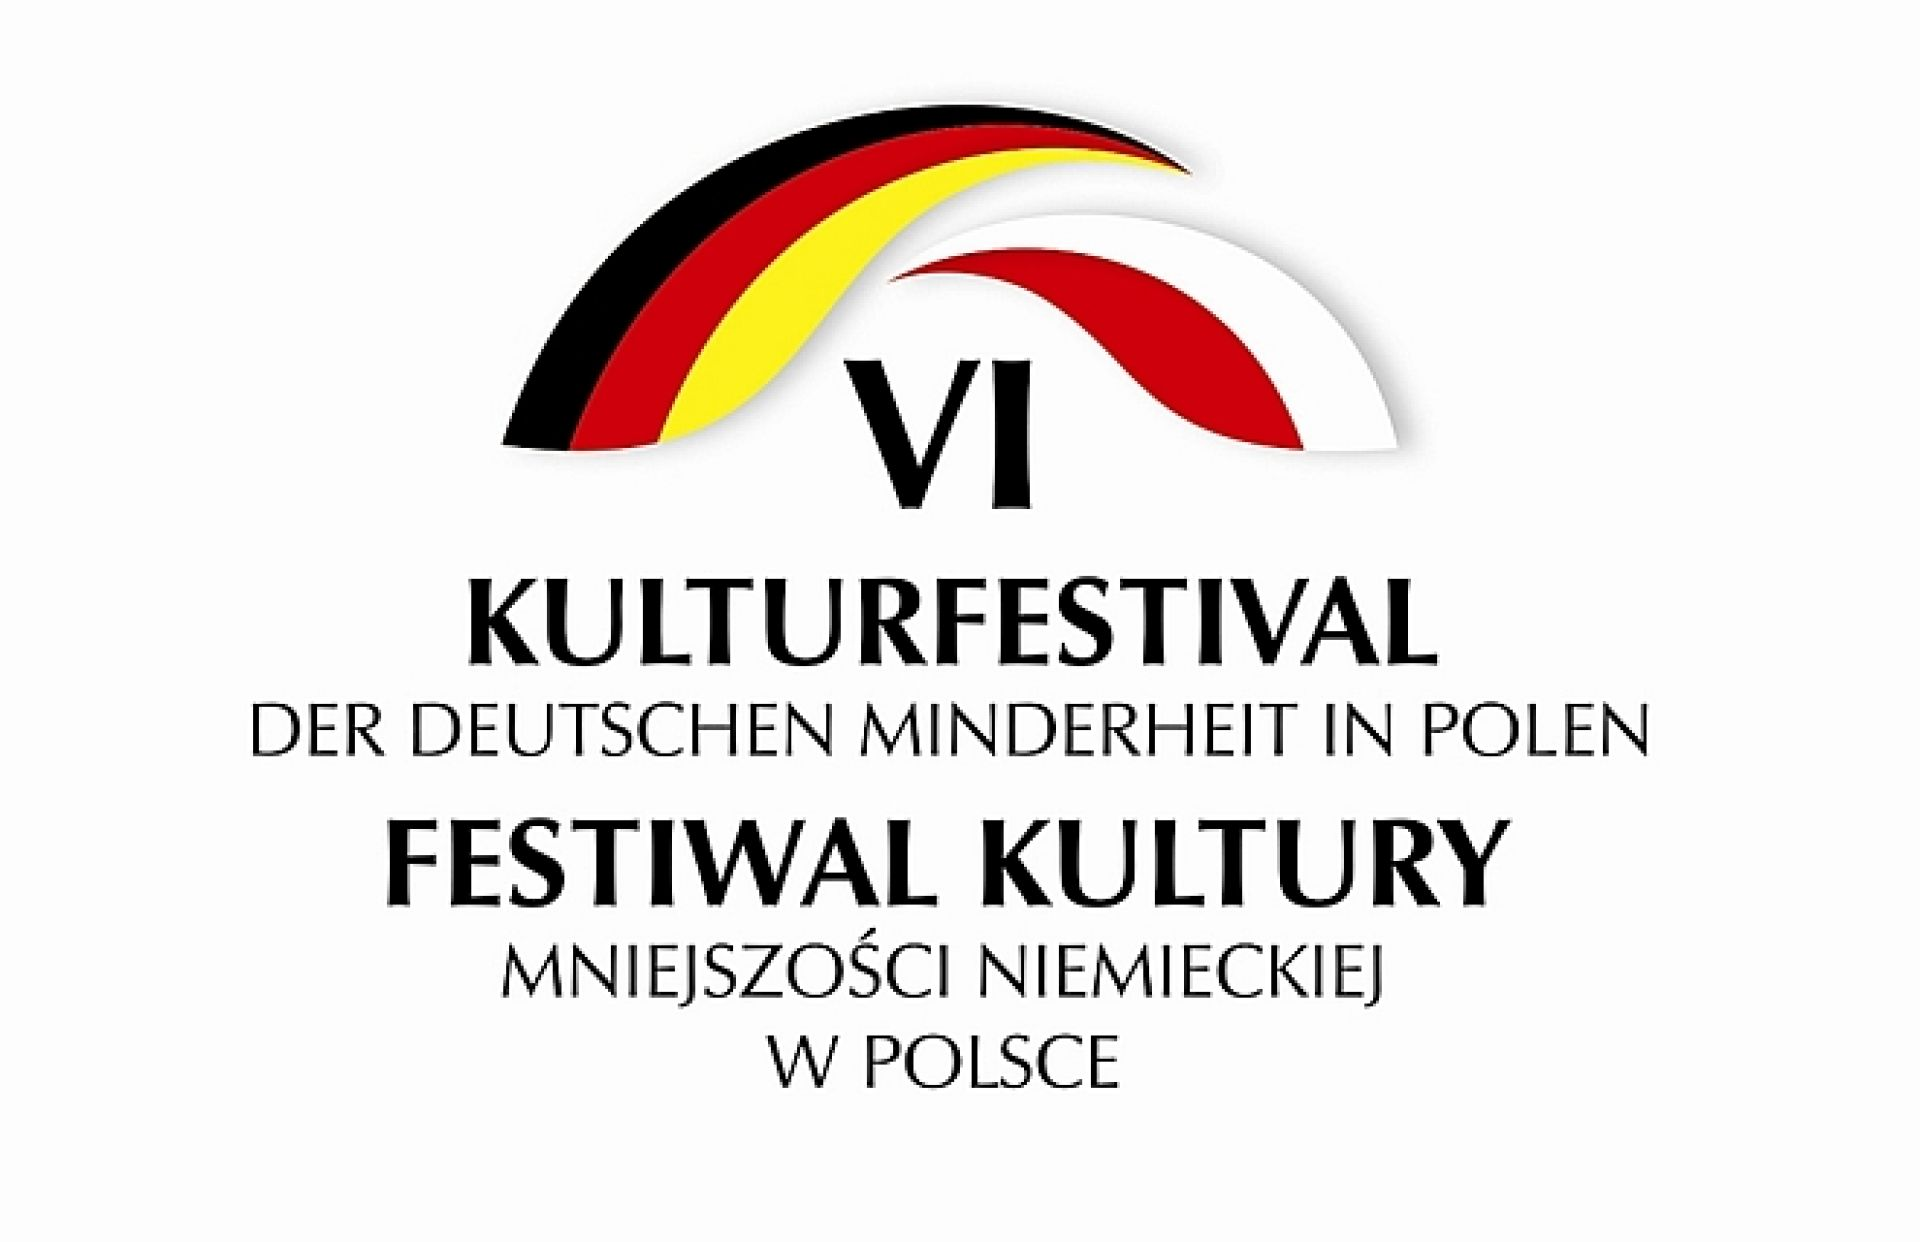 VI
KULTURFESTIVAL
DER DEUTSCHEN MINDERHEIT IN POLEN
FESTIWAL KULTURY
MNIEJSZOŚCI NIEMIECKIEJ
W POLSCE